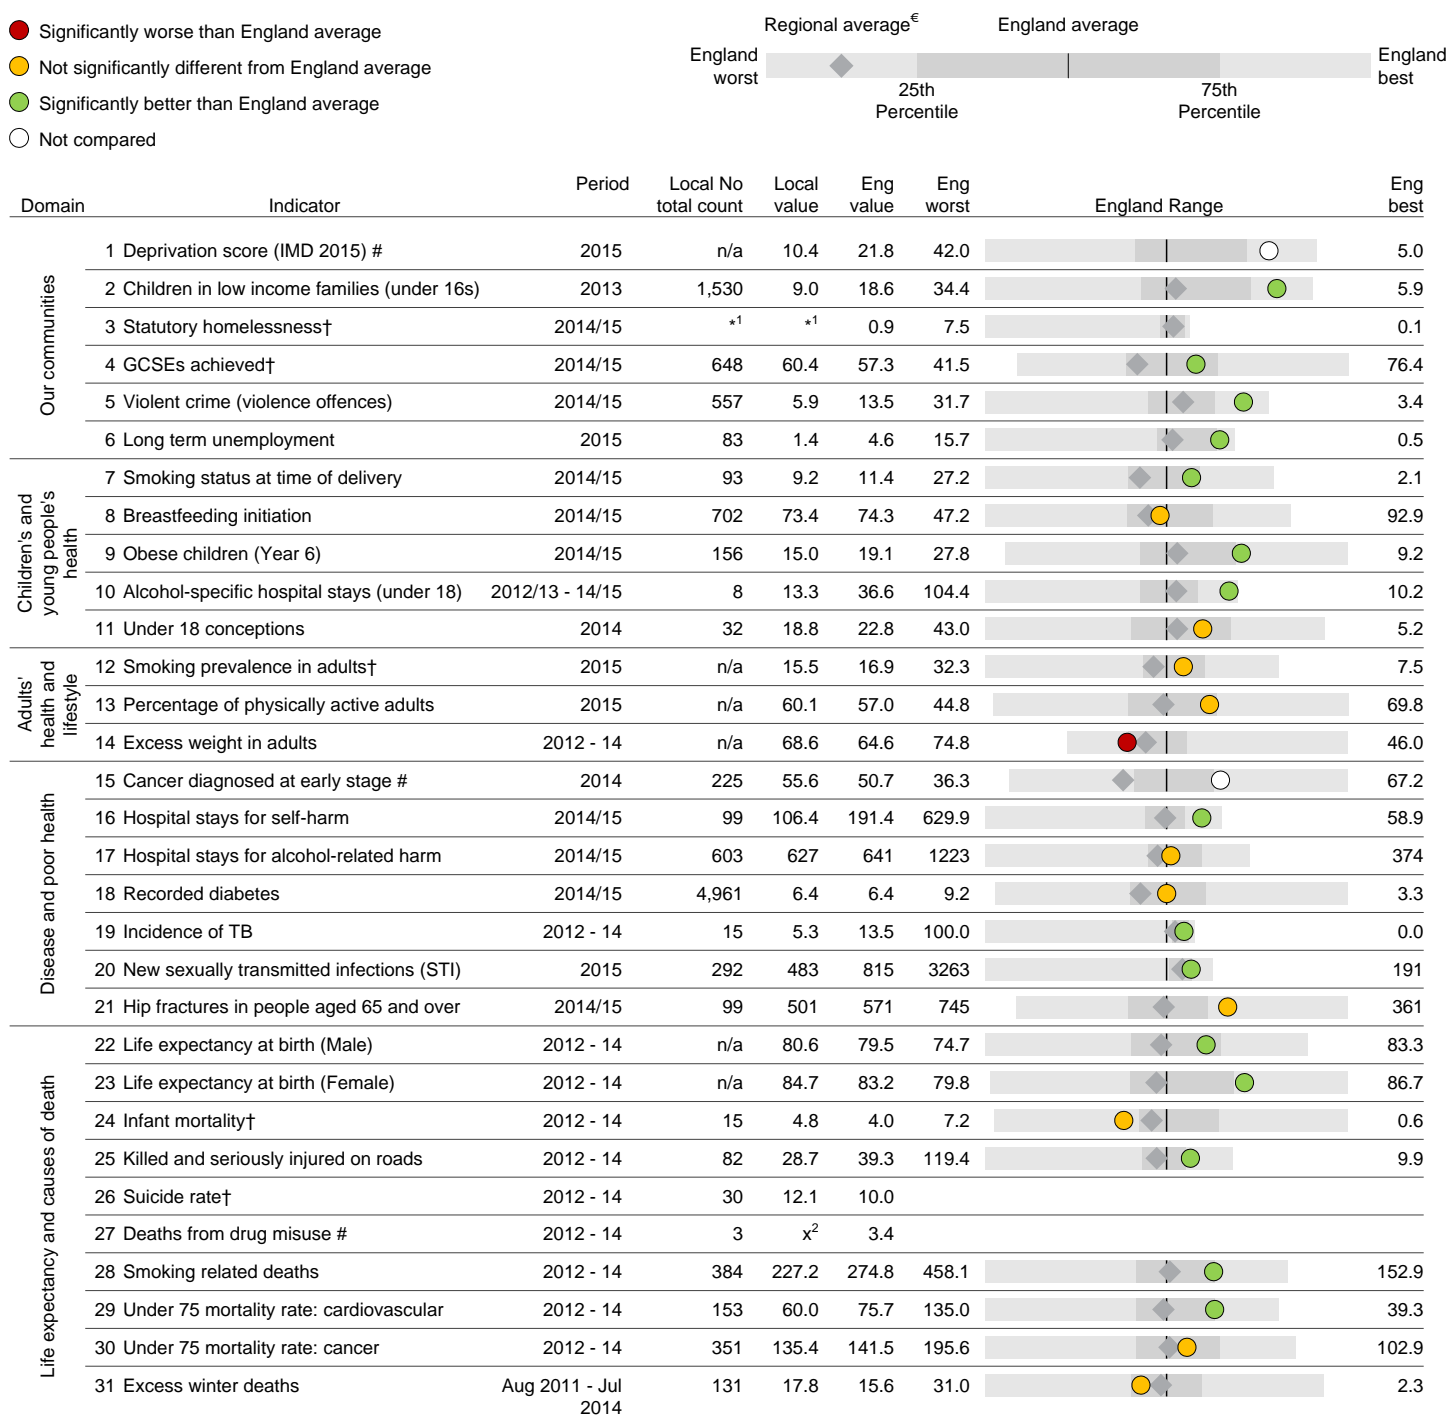 Significantly worse than England average
Not significantly different from England average
Significantly better than England average
Not compared
Regional average€ England average
England worst England best
25th Percentile 75th Percentile
Domain Indicator Period Local No total count Local value Eng value Eng worst England Range Eng best
Our communities
1 Deprivation score (IMD 2015) # 2015 n/a 10.4 21.8 42.0 5.0
2 Children in low income families (under 16s) 2013 1,530 9.0 18.6 34.4 5.9
3 Statutory homelessness† 2014/15 *1 *1 0.9 7.5 0.1
4 GCSEs achieved† 2014/15 648 60.4 57.3 41.5 76.4
5 Violent crime (violence offences) 2014/15 557 5.9 13.5 31.7 3.4
6 Long term unemployment 2015 83 1.4 4.6 15.7 0.5
Children's and young people's health
7 Smoking status at time of delivery 2014/15 93 9.2 11.4 27.2 2.1
8 Breastfeeding initiation 2014/15 702 73.4 74.3 47.2 92.9
9 Obese children (Year 6) 2014/15 156 15.0 19.1 27.8 9.2
10 Alcohol-specific hospital stays (under 18) 2012/13 - 14/15 8 13.3 36.6 104.4 10.2
11 Under 18 conceptions 2014 32 18.8 22.8 43.0 5.2
Adults' health and lifestyle
12 Smoking prevalence in adults† 2015 n/a 15.5 16.9 32.3 7.5
13 Percentage of physically active adults 2015 n/a 60.1 57.0 44.8 69.8
14 Excess weight in adults 2012 - 14 n/a 68.6 64.6 74.8 46.0
Disease and poor health
15 Cancer diagnosed at early stage # 2014 225 55.6 50.7 36.3 67.2
16 Hospital stays for self-harm 2014/15 99 106.4 191.4 629.9 58.9
17 Hospital stays for alcohol-related harm 2014/15 603 627 641 1223 374
18 Recorded diabetes 2014/15 4,961 6.4 6.4 9.2 3.3
19 Incidence of TB 2012 - 14 15 5.3 13.5 100.0 0.0
20 New sexually transmitted infections (STI) 2015 292 483 815 3263 191
21 Hip fractures in people aged 65 and over 2014/15 99 501 571 745 361
Life expectancy and causes of death
22 Life expectancy at birth (Male) 2012 - 14 n/a 80.6 79.5 74.7 83.3
23 Life expectancy at birth (Female) 2012 - 14 n/a 84.7 83.2 79.8 86.7
24 Infant mortality† 2012 - 14 15 4.8 4.0 7.2 0.6
25 Killed and seriously injured on roads 2012 - 14 82 28.7 39.3 119.4 9.9
26 Suicide rate† 2012 - 14 30 12.1 10.0
27 Deaths from drug misuse # 2012 - 14 3 x2 3.4
28 Smoking related deaths 2012 - 14 384 227.2 274.8 458.1 152.9
29 Under 75 mortality rate: cardiovascular 2012 - 14 153 60.0 75.7 135.0 39.3
30 Under 75 mortality rate: cancer 2012 - 14 351 135.4 141.5 195.6 102.9
31 Excess winter deaths Aug 2011 - Jul 2014 131 17.8 15.6 31.0 2.3